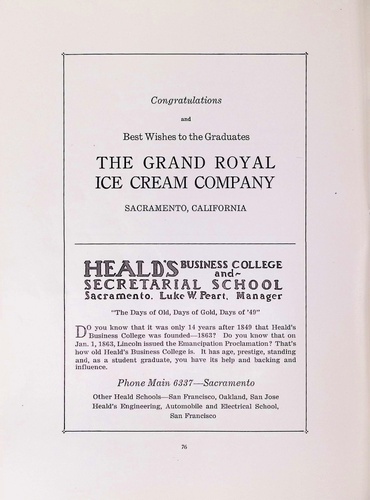 Congratulations
and
Best Wishes to the Graduates
THE GRAND ROYAL
ICE CREAM COMPANY
SACRAMENTO, CALIFORNIA
HEALD'S BUSINESS COLLEGE
and~
SECRETARIAL SCHOOL
Sacramento. Luke W. Peart, Manager
"The Days of Old, Days of Gold, Days of '49"
Do you know that it was only 14 years after 1849 that Heald's
Business College was founded—1863? Do you know that on
Jan. 1, 1863, Lincoln issued the Emancipation Proclamation? That's
how old Heald's Business College is. It has age, prestige, standing
and, as a student graduate, you have its help and backing and
influence.
Phone Main 6337—Sacramento
Other Heald Schools—San Francisco, Oakland, San Jose
Heald's Engineering, Automobile and Electrical School,
San Francisco
76